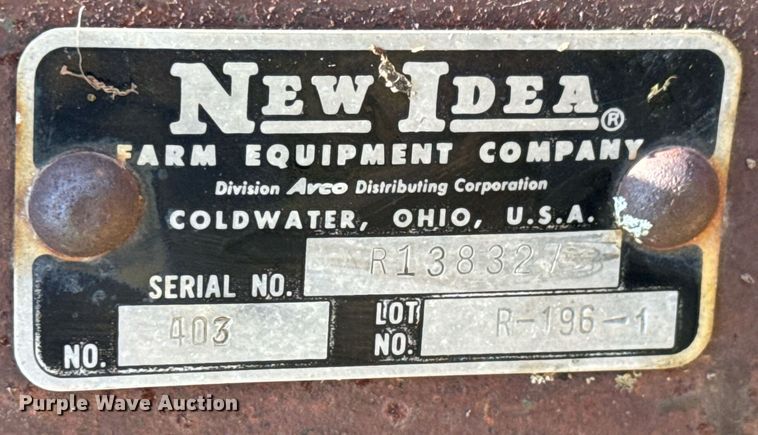 NEW IDEA®
FARM EQUIPMENT COMPANY
Division Avco Distributing Corporation
COLDWATER, OHIO, U.S.A.
SERIAL NO.
NO. 403 LOT NO. R-196-1
Purple Wave Auction